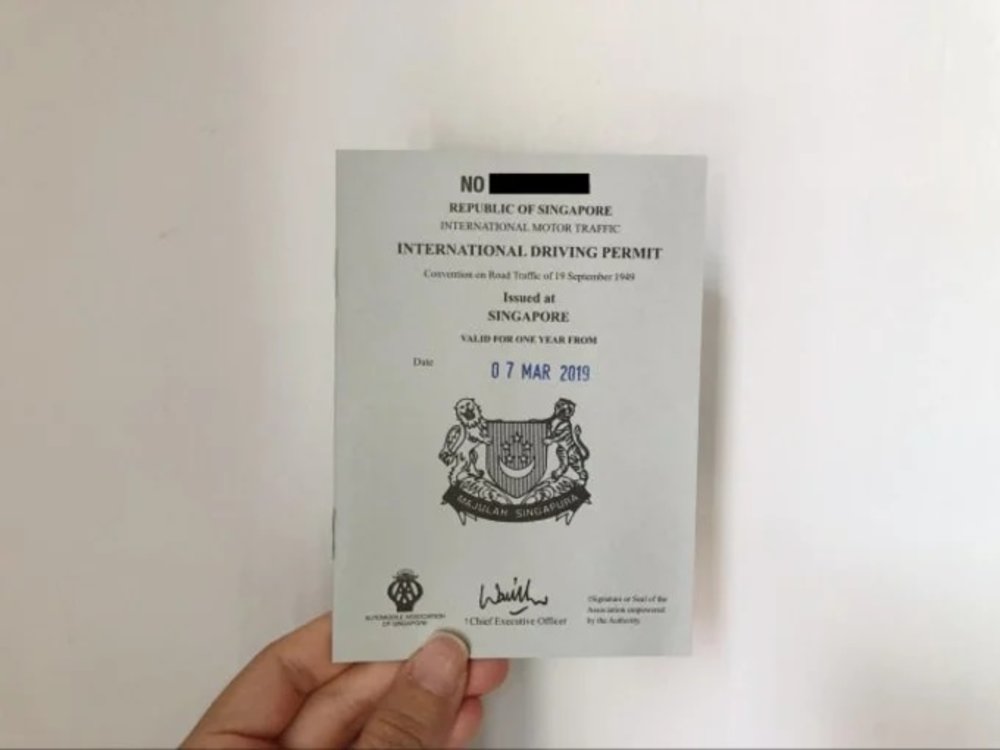 NO
REPUBLIC OF SINGAPORE
INTERNATIONAL MOTOR TRAFFIC
INTERNATIONAL DRIVING PERMIT
Convention on Road Traffic of 19 September 1949
Issued at
SINGAPORE
VALID FOR ONE YEAR FROM
Date
07 MAR 2019
MAJULAH SINGAPURA
AUTOMOBILE ASSOCIATION
OF SINGAPORE
†Chief Executive Officer
†Signature or Seal of the
Association empowered
by the Authority.